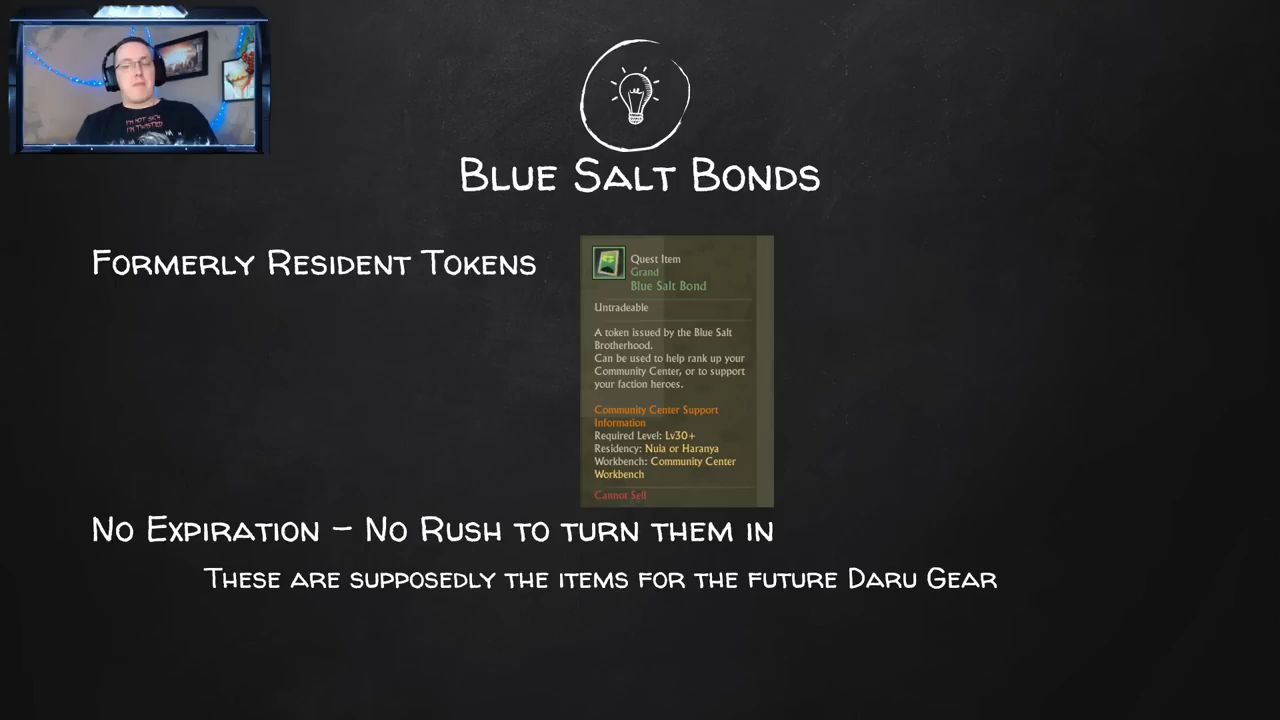 I'M NOT SICK
I'M TWISTED
Blue Salt Bonds
Formerly Resident Tokens
Quest Item
Grand
Blue Salt Bond
Untradeable
A token issued by the Blue Salt
Brotherhood.
Can be used to help rank up your
Community Center, or to support
your faction heroes.
Community Center Support
Information
Required Level: Lv30+
Residency: Nuia or Haranya
Workbench: Community Center
Workbench
Cannot Sell
No Expiration – No Rush to turn them in
These are supposedly the items for the future Daru Gear